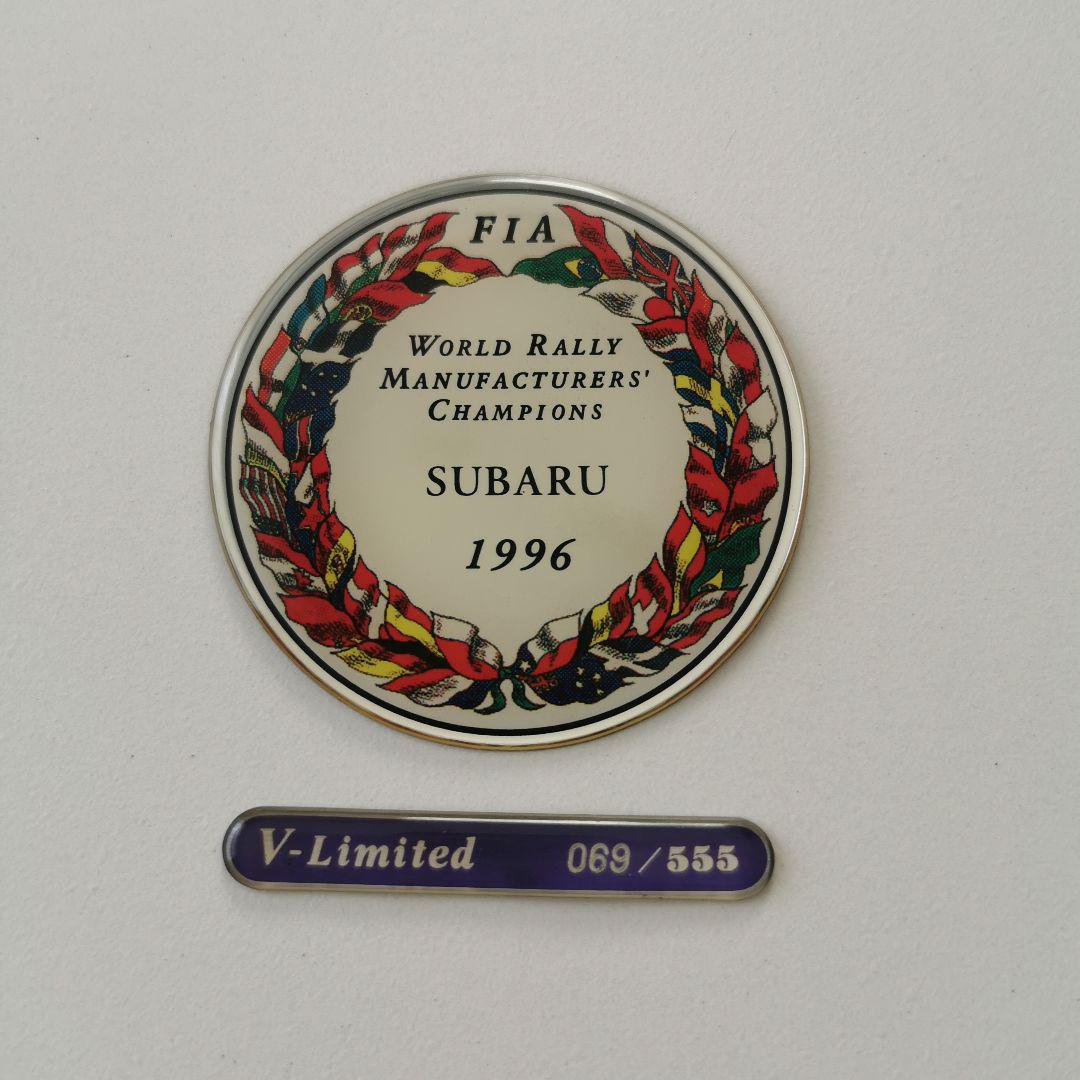 FIA
WORLD RALLY
MANUFACTURERS'
CHAMPIONS
SUBARU
1996
V-Limited 069/555